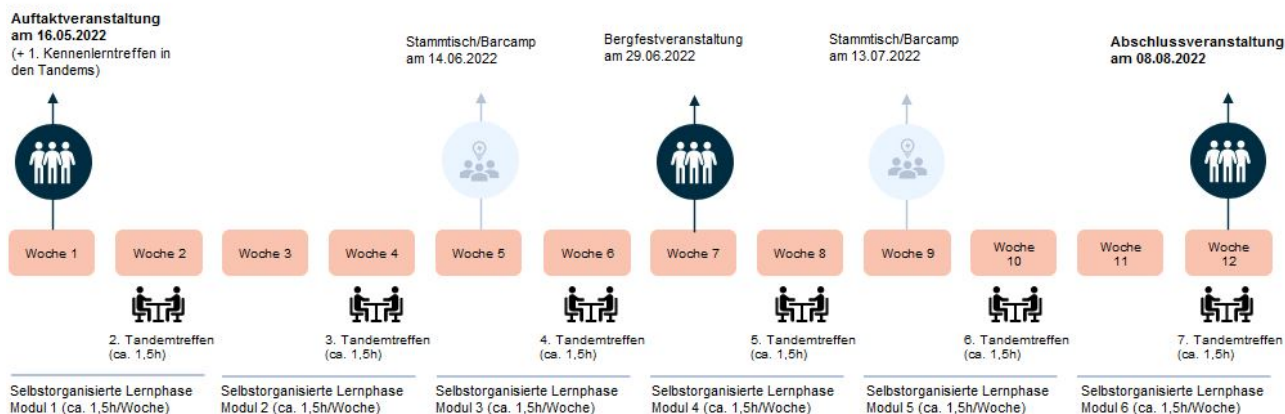 Auftaktveranstaltung
am 16.05.2022
(+ 1. Kennenlerntreffen in
den Tandems)
Stammtisch/Barcamp
am 14.06.2022
Bergfestveranstaltung
am 29.06.2022
Stammtisch/Barcamp
am 13.07.2022
Abschlussveranstaltung
am 08.08.2022
Woche 1
Woche 2
Woche 3
Woche 4
Woche 5
Woche 6
Woche 7
Woche 8
Woche 9
Woche
10
Woche
11
Woche
12
2. Tandemtreffen
(ca. 1,5h)
3. Tandemtreffen
(ca. 1,5h)
4. Tandemtreffen
(ca. 1,5h)
5. Tandemtreffen
(ca. 1,5h)
6. Tandemtreffen
(ca. 1,5h)
7. Tandemtreffen
(ca. 1,5h)
Selbstorganisierte Lernphase
Modul 1 (ca. 1,5h/Woche)
Selbstorganisierte Lernphase
Modul 2 (ca. 1,5h/Woche)
Selbstorganisierte Lernphase
Modul 3 (ca. 1,5h/Woche)
Selbstorganisierte Lernphase
Modul 4 (ca. 1,5h/Woche)
Selbstorganisierte Lernphase
Modul 5 (ca. 1,5h/Woche)
Selbstorganisierte Lernphase
Modul 6 (ca. 1,5h/Woche)